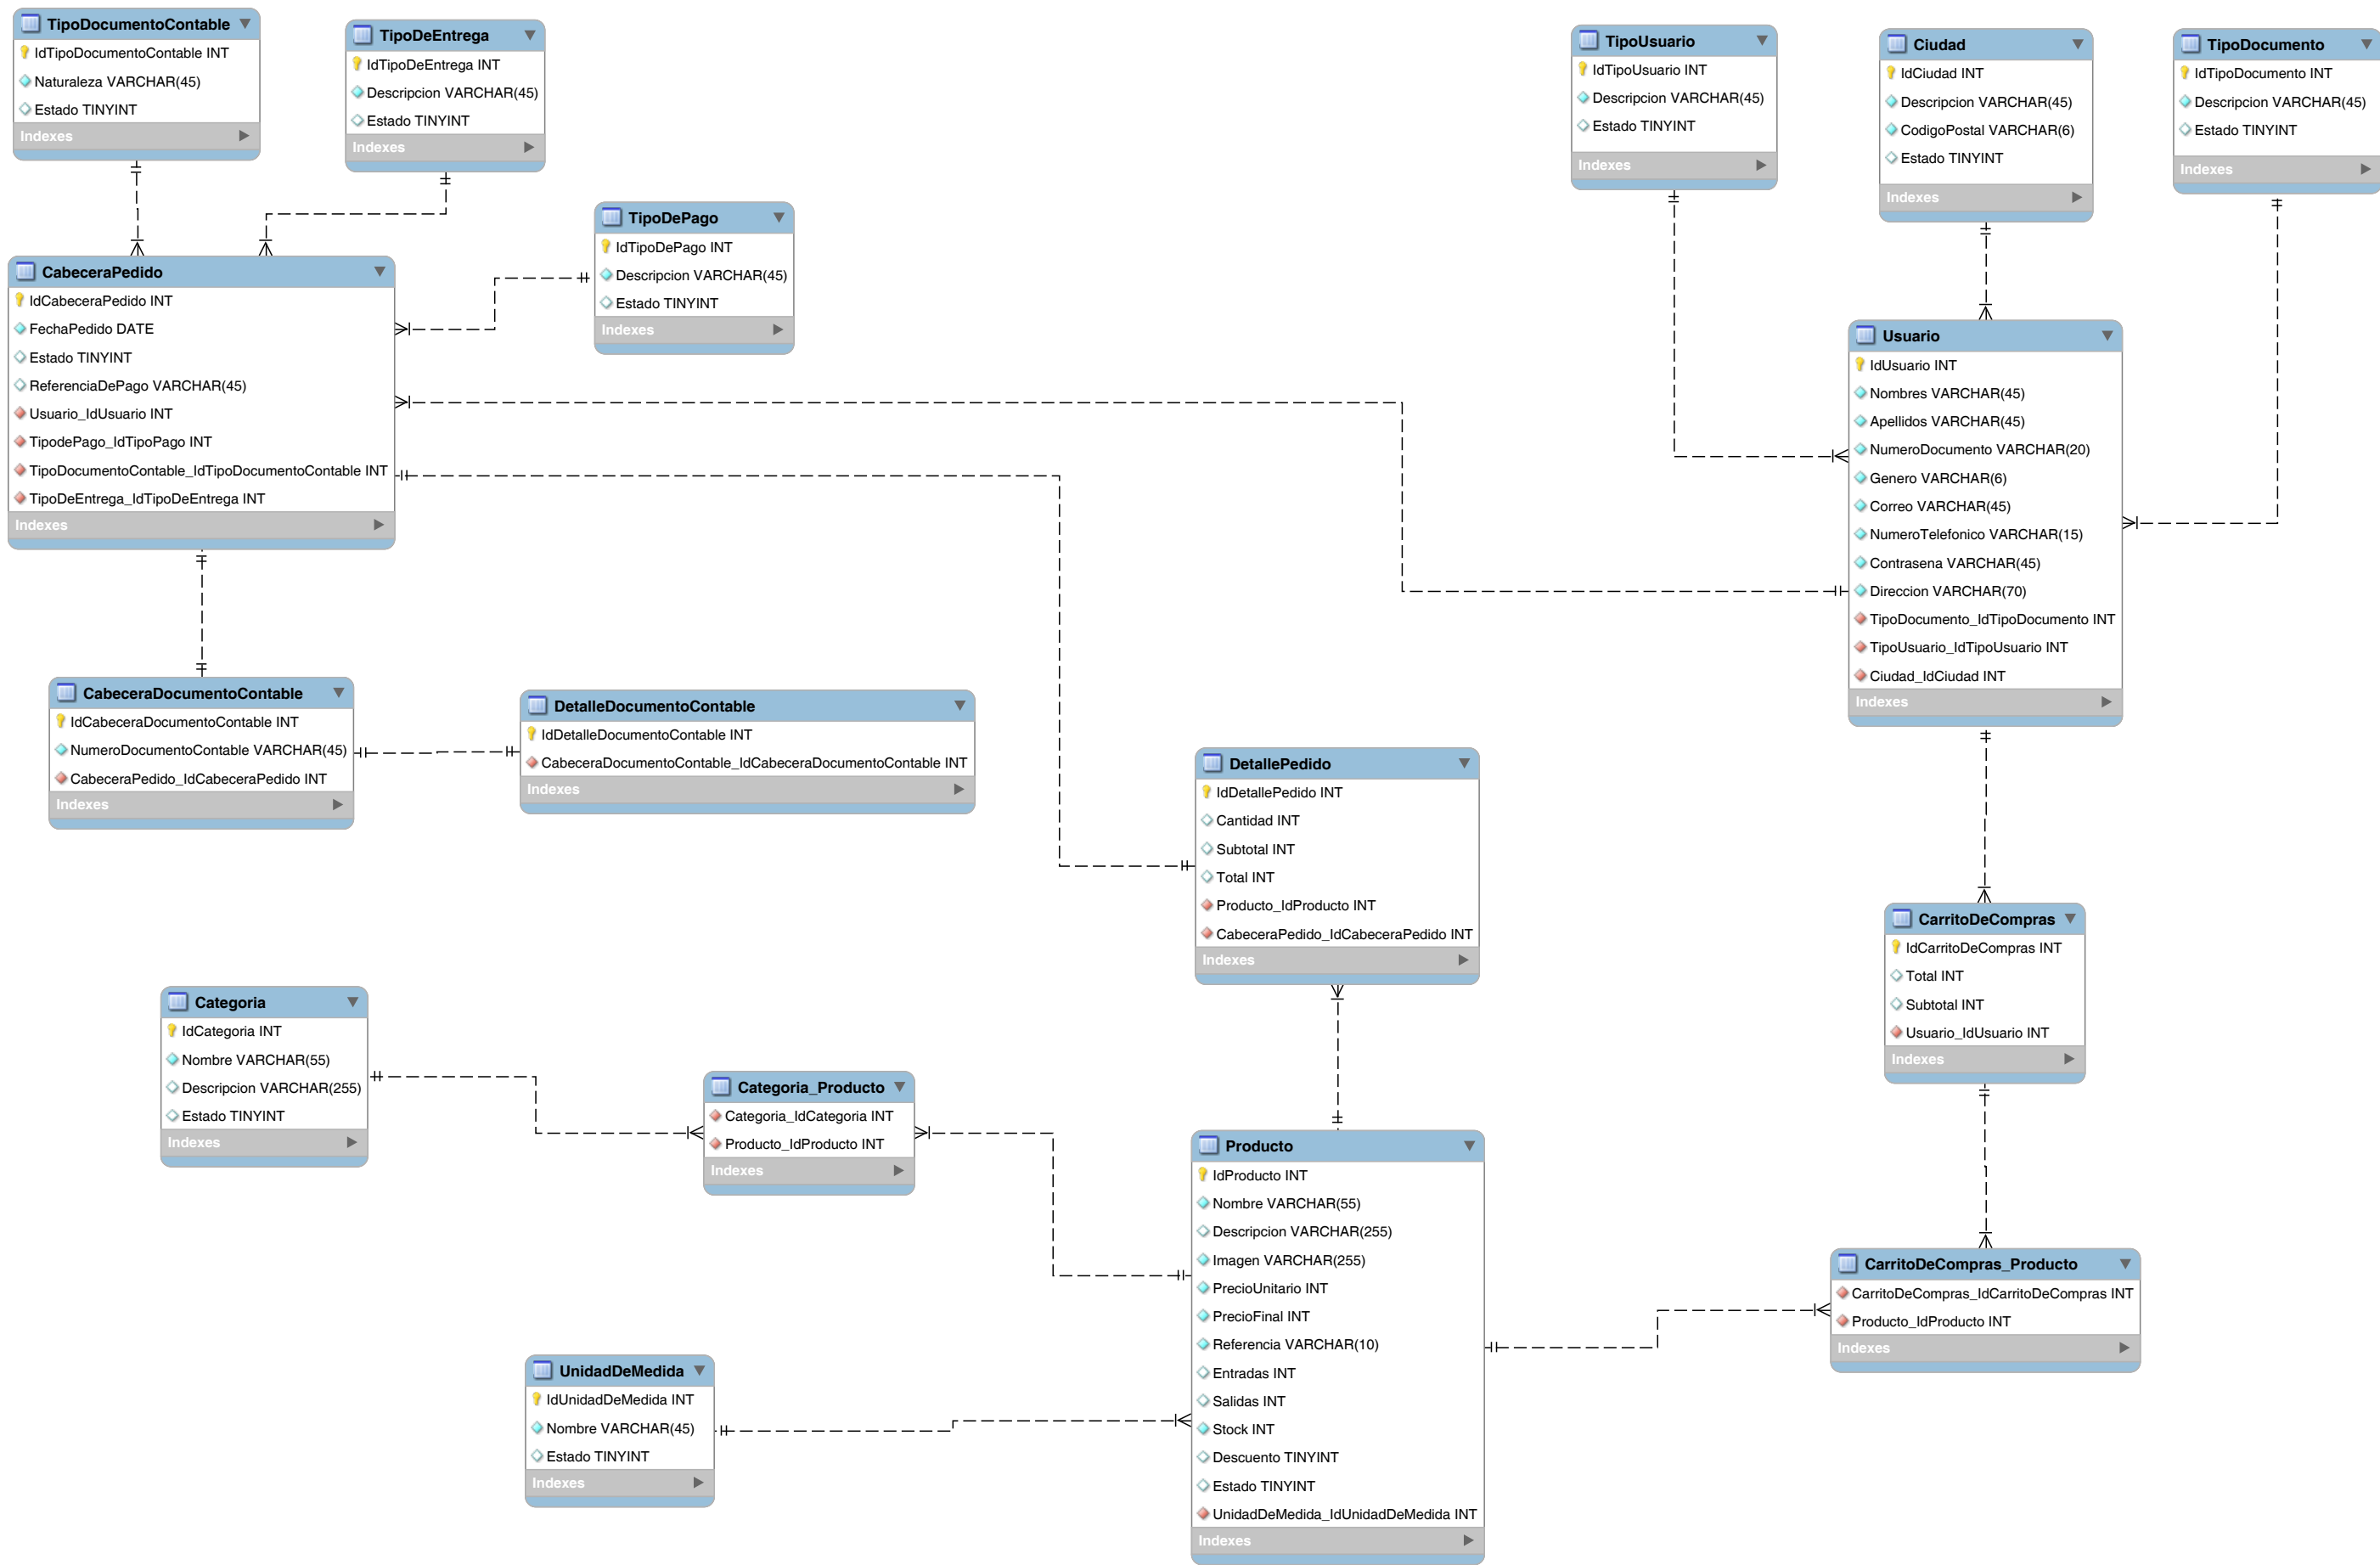 TipoDocumentoContable
IdTipoDocumentoContable INT
Naturaleza VARCHAR(45)
Estado TINYINT
Indexes
TipoDeEntrega
IdTipoDeEntrega INT
Descripcion VARCHAR(45)
Estado TINYINT
Indexes
TipoDePago
IdTipoDePago INT
Descripcion VARCHAR(45)
Estado TINYINT
Indexes
TipoUsuario
IdTipoUsuario INT
Descripcion VARCHAR(45)
Estado TINYINT
Indexes
Ciudad
IdCiudad INT
Descripcion VARCHAR(45)
CodigoPostal VARCHAR(6)
Estado TINYINT
Indexes
TipoDocumento
IdTipoDocumento INT
Descripcion VARCHAR(45)
Estado TINYINT
Indexes
CabeceraPedido
IdCabeceraPedido INT
FechaPedido DATE
Estado TINYINT
ReferenciaDePago VARCHAR(45)
Usuario_IdUsuario INT
TipodePago_IdTipoPago INT
TipoDocumentoContable_IdTipoDocumentoContable INT
TipoDeEntrega_IdTipoDeEntrega INT
Indexes
Usuario
IdUsuario INT
Nombres VARCHAR(45)
Apellidos VARCHAR(45)
NumeroDocumento VARCHAR(20)
Genero VARCHAR(6)
Correo VARCHAR(45)
NumeroTelefonico VARCHAR(15)
Contrasena VARCHAR(45)
Direccion VARCHAR(70)
TipoDocumento_IdTipoDocumento INT
TipoUsuario_IdTipoUsuario INT
Ciudad_IdCiudad INT
Indexes
CabeceraDocumentoContable
IdCabeceraDocumentoContable INT
NumeroDocumentoContable VARCHAR(45)
CabeceraPedido_IdCabeceraPedido INT
Indexes
DetalleDocumentoContable
IdDetalleDocumentoContable INT
CabeceraDocumentoContable_IdCabeceraDocumentoContable INT
Indexes
DetallePedido
IdDetallePedido INT
Cantidad INT
Subtotal INT
Total INT
Producto_IdProducto INT
CabeceraPedido_IdCabeceraPedido INT
Indexes
CarritoDeCompras
IdCarritoDeCompras INT
Total INT
Subtotal INT
Usuario_IdUsuario INT
Indexes
Categoria
IdCategoria INT
Nombre VARCHAR(55)
Descripcion VARCHAR(255)
Estado TINYINT
Indexes
Categoria_Producto
Categoria_IdCategoria INT
Producto_IdProducto INT
Indexes
Producto
IdProducto INT
Nombre VARCHAR(55)
Descripcion VARCHAR(255)
Imagen VARCHAR(255)
PrecioUnitario INT
PrecioFinal INT
Referencia VARCHAR(10)
Entradas INT
Salidas INT
Stock INT
Descuento TINYINT
Estado TINYINT
UnidadDeMedida_IdUnidadDeMedida INT
Indexes
CarritoDeCompras_Producto
CarritoDeCompras_IdCarritoDeCompras INT
Producto_IdProducto INT
Indexes
UnidadDeMedida
IdUnidadDeMedida INT
Nombre VARCHAR(45)
Estado TINYINT
Indexes